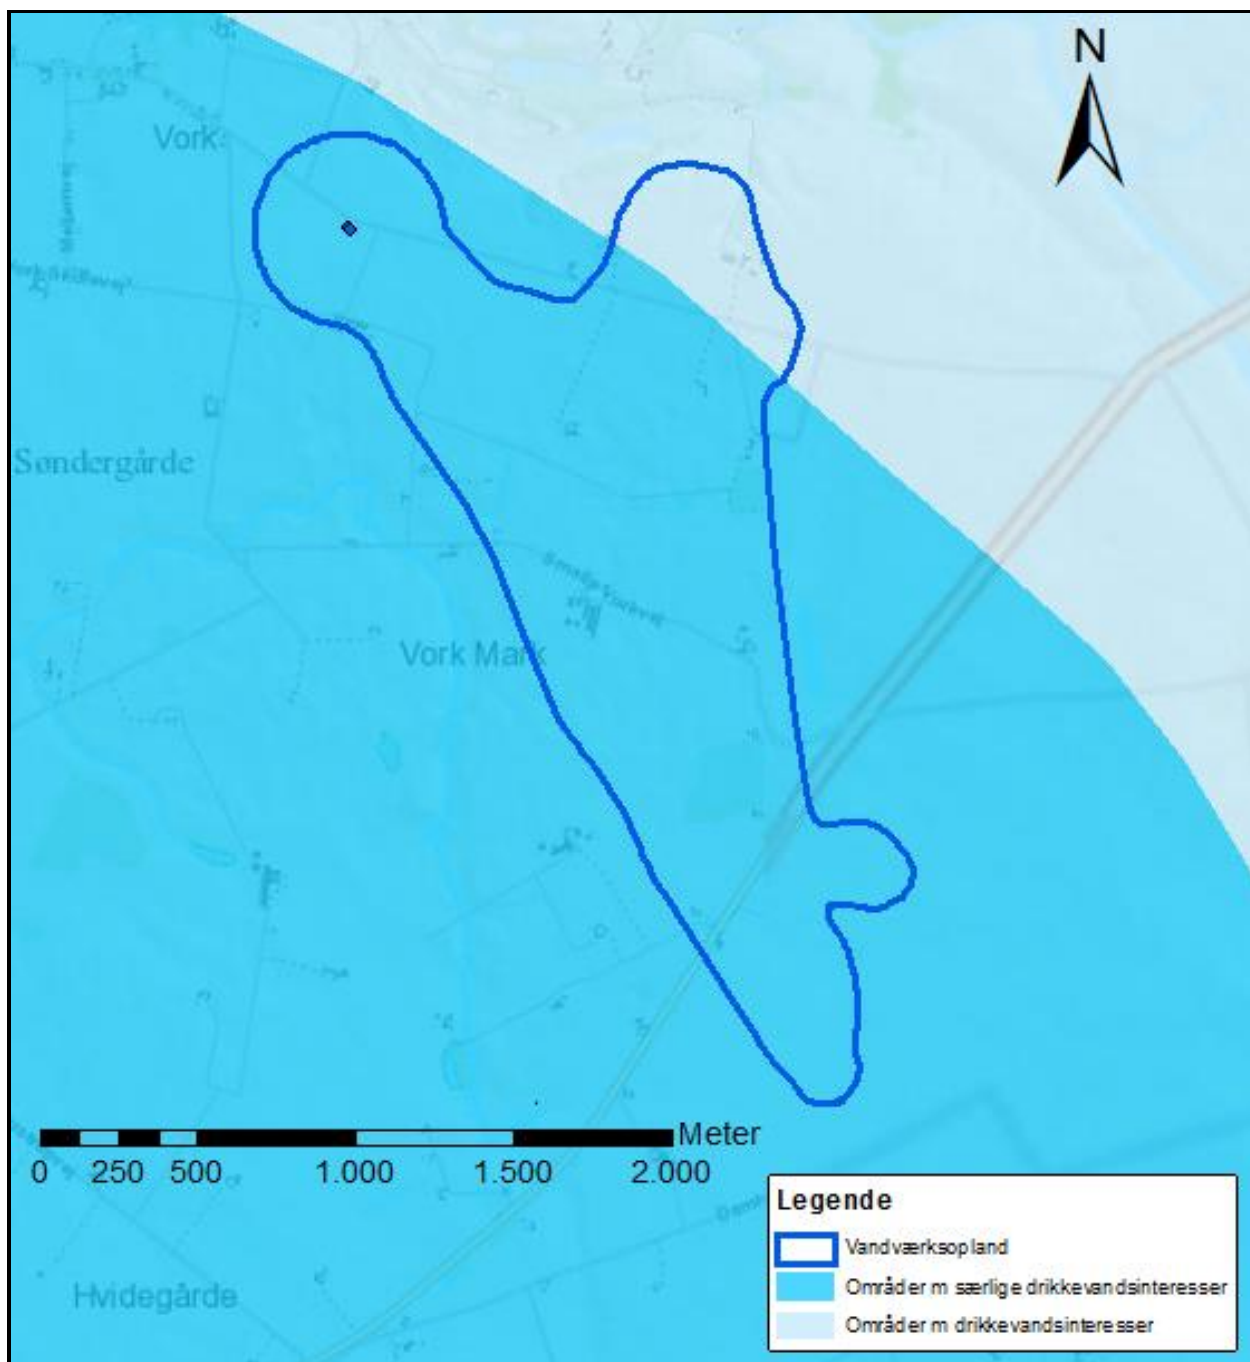 N
Vork
Søndergårde
Vork Mark
Meter
0 250 500 1.000 1.500 2.000
Hvidegårde
Legende
Vandværksopland
Områder m særlige drikkevandsinteresser
Områder m drikkevandsinteresser